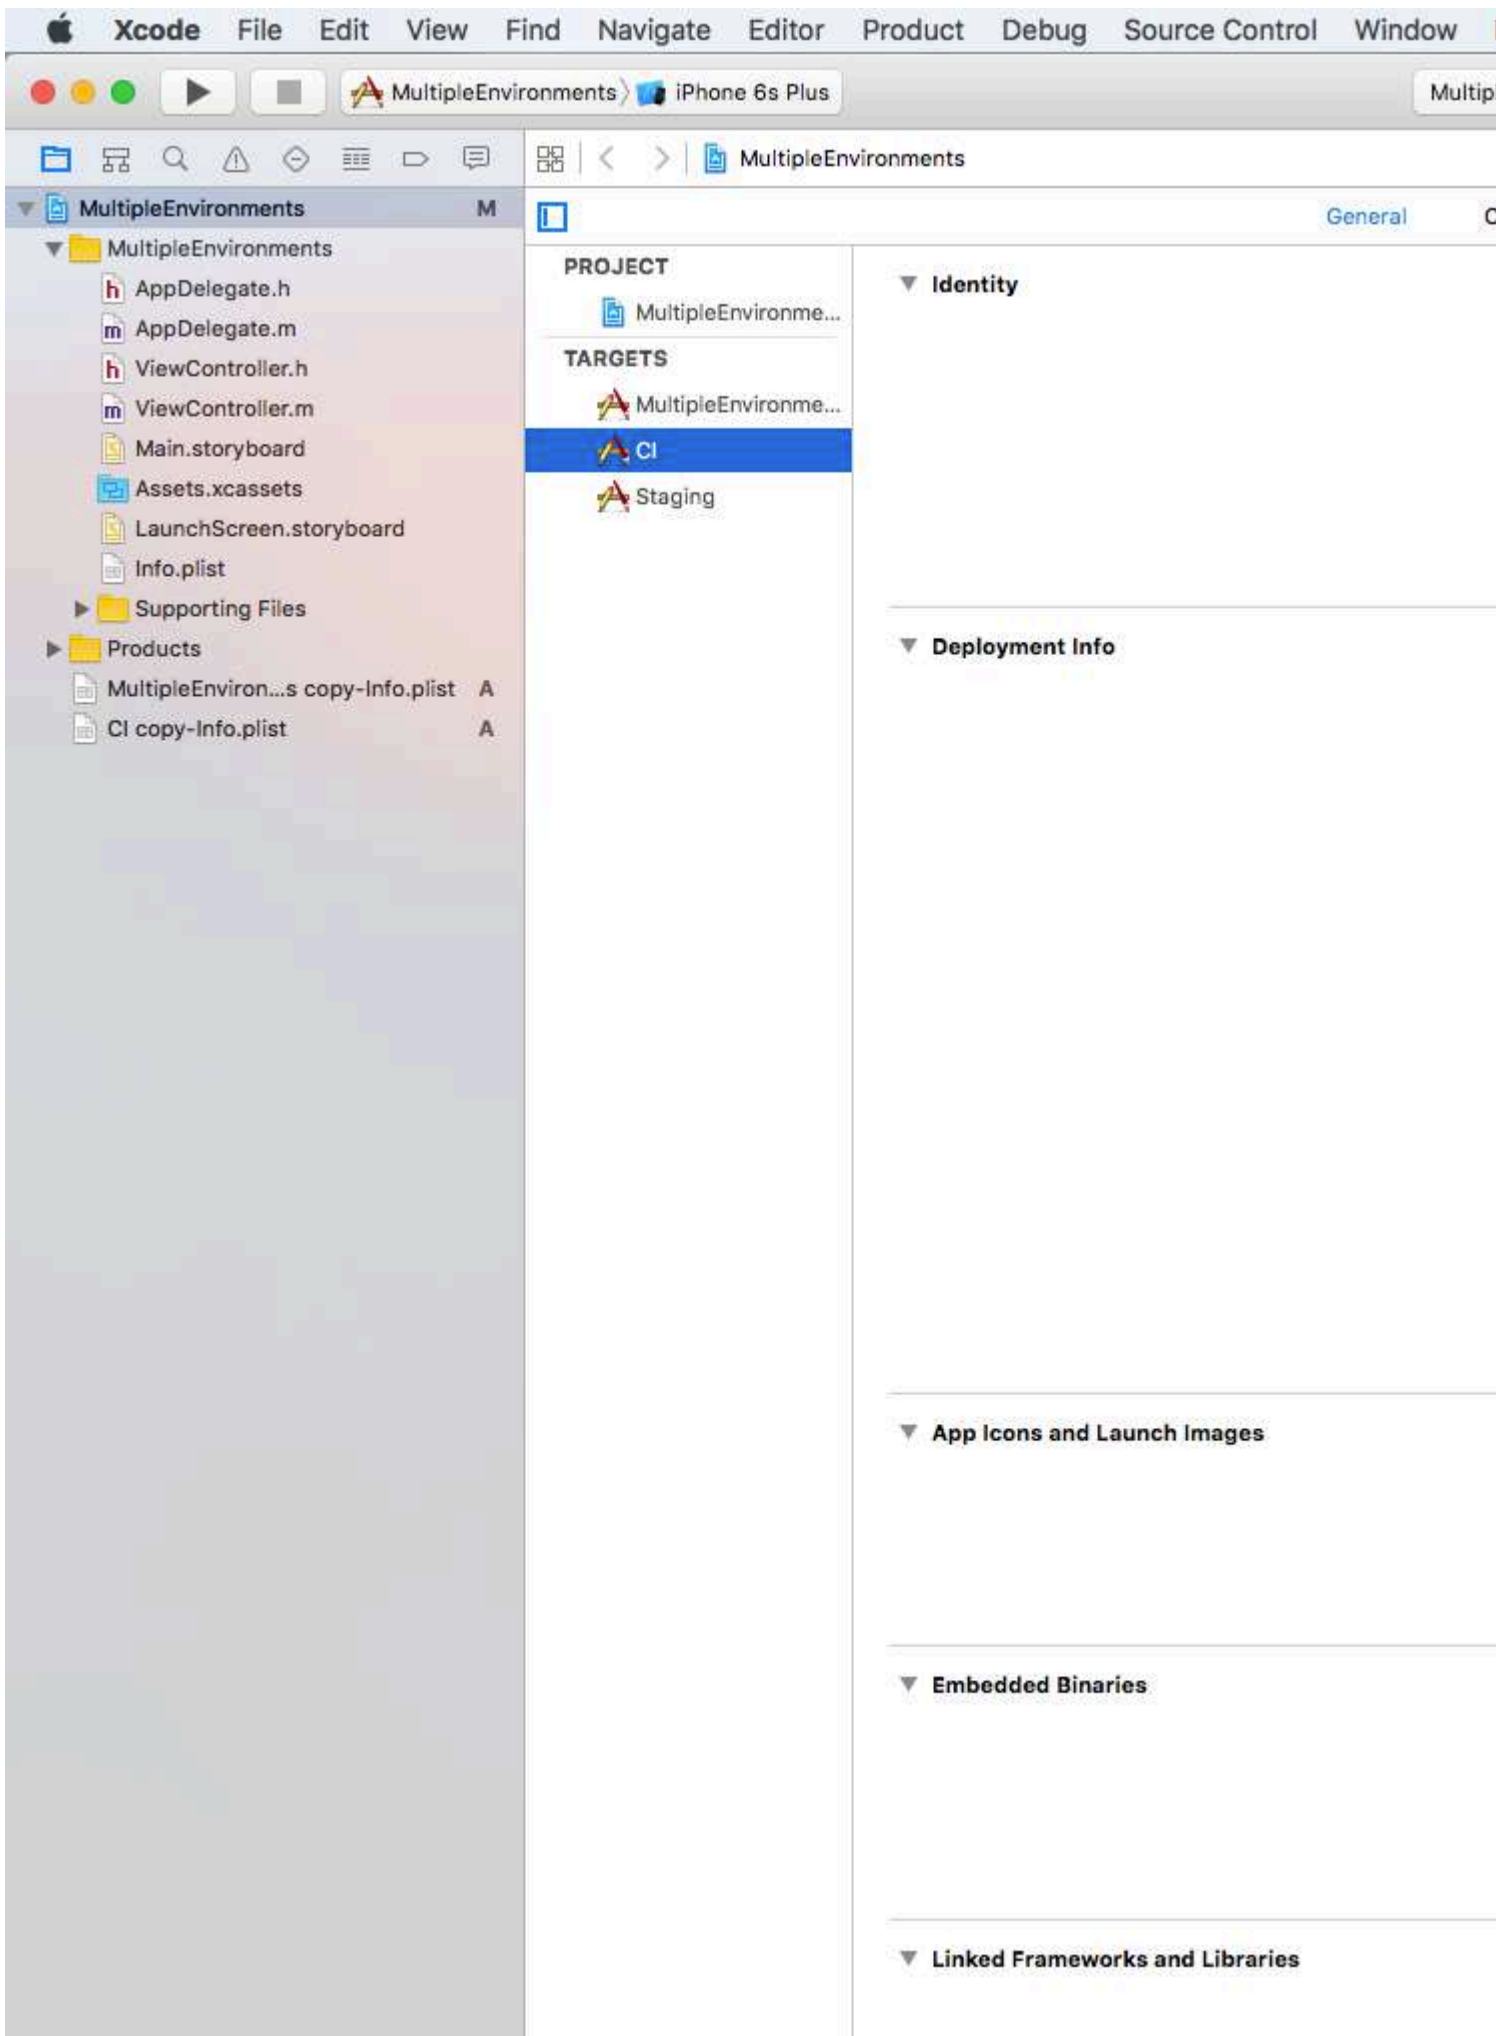 Xcode File Edit View Find Navigate Editor Product Debug Source Control Window
MultipleEnvironments iPhone 6s Plus Multip
MultipleEnvironments
MultipleEnvironments M
General C
MultipleEnvironments
AppDelegate.h
AppDelegate.m
ViewController.h
ViewController.m
Main.storyboard
Assets.xcassets
LaunchScreen.storyboard
Info.plist
Supporting Files
Products
MultipleEnviron...s copy-Info.plist A
CI copy-Info.plist A
PROJECT
MultipleEnvironme...
TARGETS
MultipleEnvironme...
CI
Staging
Identity
Deployment Info
App Icons and Launch Images
Embedded Binaries
Linked Frameworks and Libraries